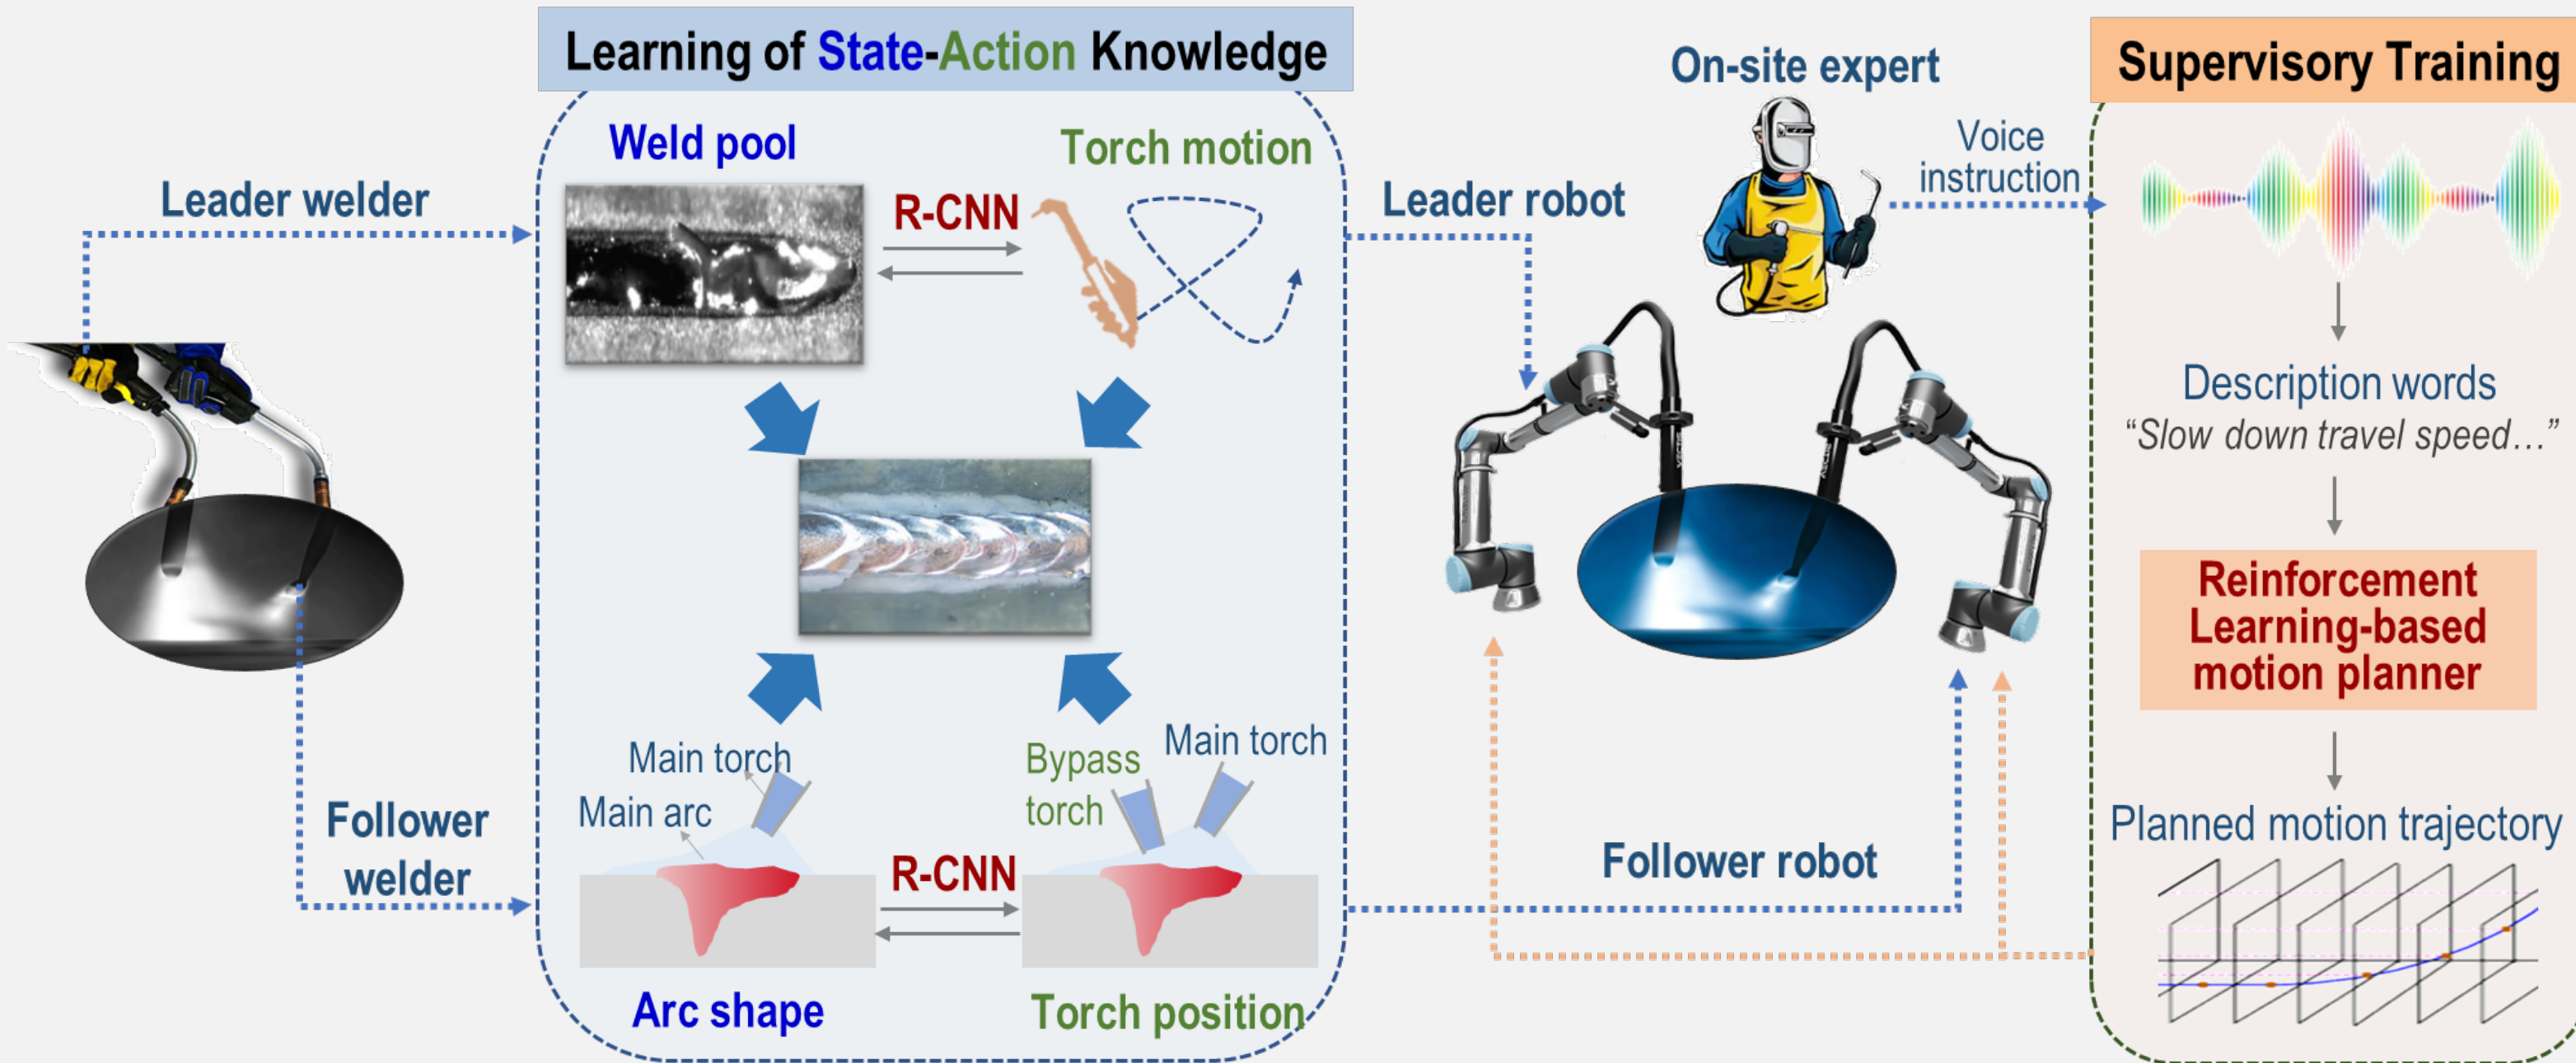 Learning of State-Action Knowledge
Weld pool
Torch motion
R-CNN
Leader welder
Follower
welder
Main torch
Main arc
Bypass
torch
Main torch
R-CNN
Arc shape
Torch position
Leader robot
On-site expert
Voice
instruction
Follower robot
Supervisory Training
Description words
“Slow down travel speed…”
Reinforcement
Learning-based
motion planner
Planned motion trajectory